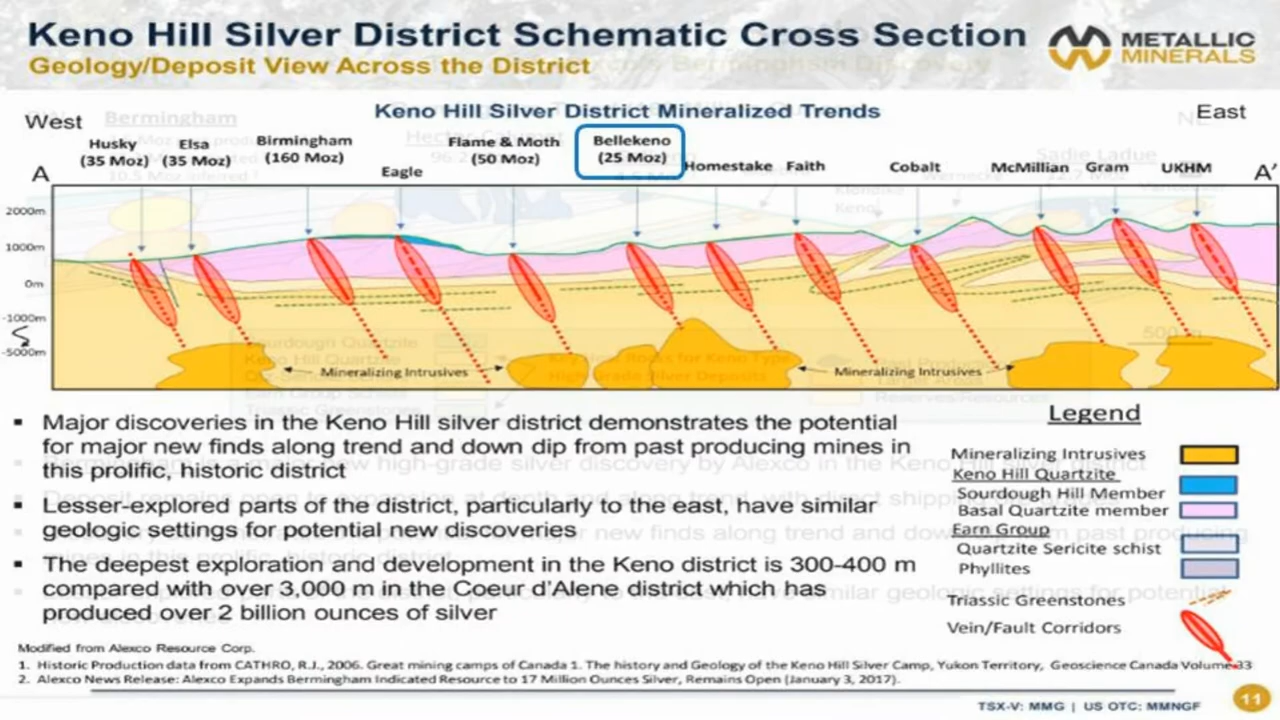 Keno Hill Silver District Schematic Cross Section
METALLIC
MINERALS
Geology/Deposit View Across the District
Keno Hill Silver District Mineralized Trends
West
East
Husky
(35 Moz)
Elsa
(35 Moz)
Birmingham
(160 Moz)
Eagle
Flame & Moth
(50 Moz)
Bellekeno
(25 Moz)
Homestake
Faith
Cobalt
McMillian
Gram
UKHM
A
A'
2000m
1000m
0m
-1000m
-5000m
Mineralizing Intrusives
Mineralizing Intrusives
Major discoveries in the Keno Hill silver district demonstrates the potential
for major new finds along trend and down dip from past producing mines in
this prolific, historic district
Lesser-explored parts of the district, particularly to the east, have similar
geologic settings for potential new discoveries
The deepest exploration and development in the Keno district is 300-400 m
compared with over 3,000 m in the Coeur d'Alene district which has
produced over 2 billion ounces of silver
Legend
Mineralizing Intrusives
Keno Hill Quartzite
Sourdough Hill Member
Basal Quartzite member
Earn Group
Quartzite Sericite schist
Phyllites
Triassic Greenstones
Vein/Fault Corridors
Modified from Alexco Resource Corp.
1. Historic Production data from CATHRO, R.J., 2006. Great mining camps of Canada 1. The history and Geology of the Keno Hill Silver Camp, Yukon Territory, Geoscience Canada Volume 33
2. Alexco News Release: Alexco Expands Bermingham Indicated Resource to 17 Million Ounces Silver, Remains Open (January 3, 2017).
TSX-V: MMG | US OTC: MMNGF
11